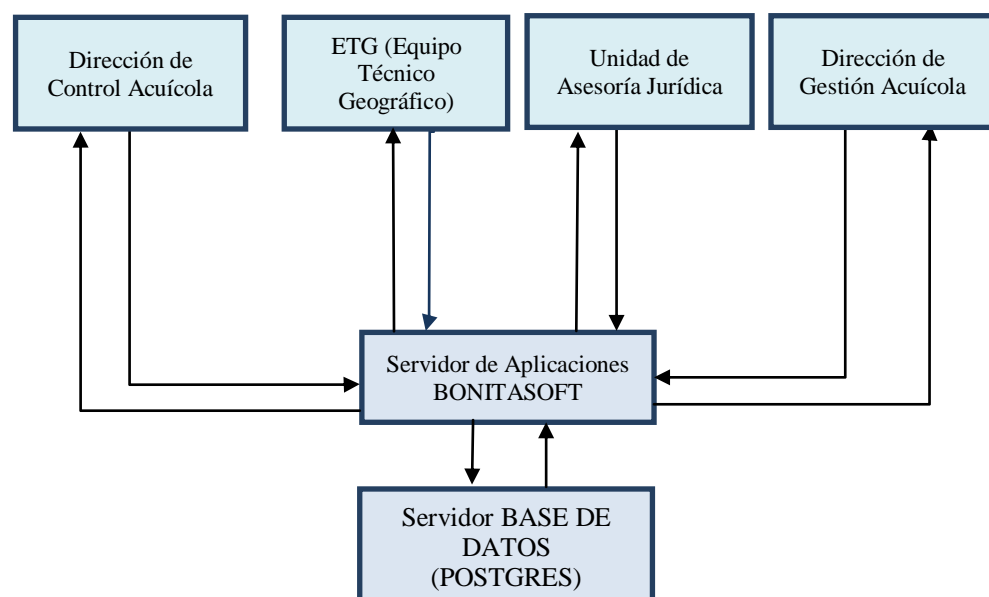 Dirección de
Control Acuícola
ETG (Equipo
Técnico
Geográfico)
Unidad de
Asesoría Jurídica
Dirección de
Gestión Acuícola
Servidor de Aplicaciones
BONITASOFT
Servidor BASE DE
DATOS
(POSTGRES)